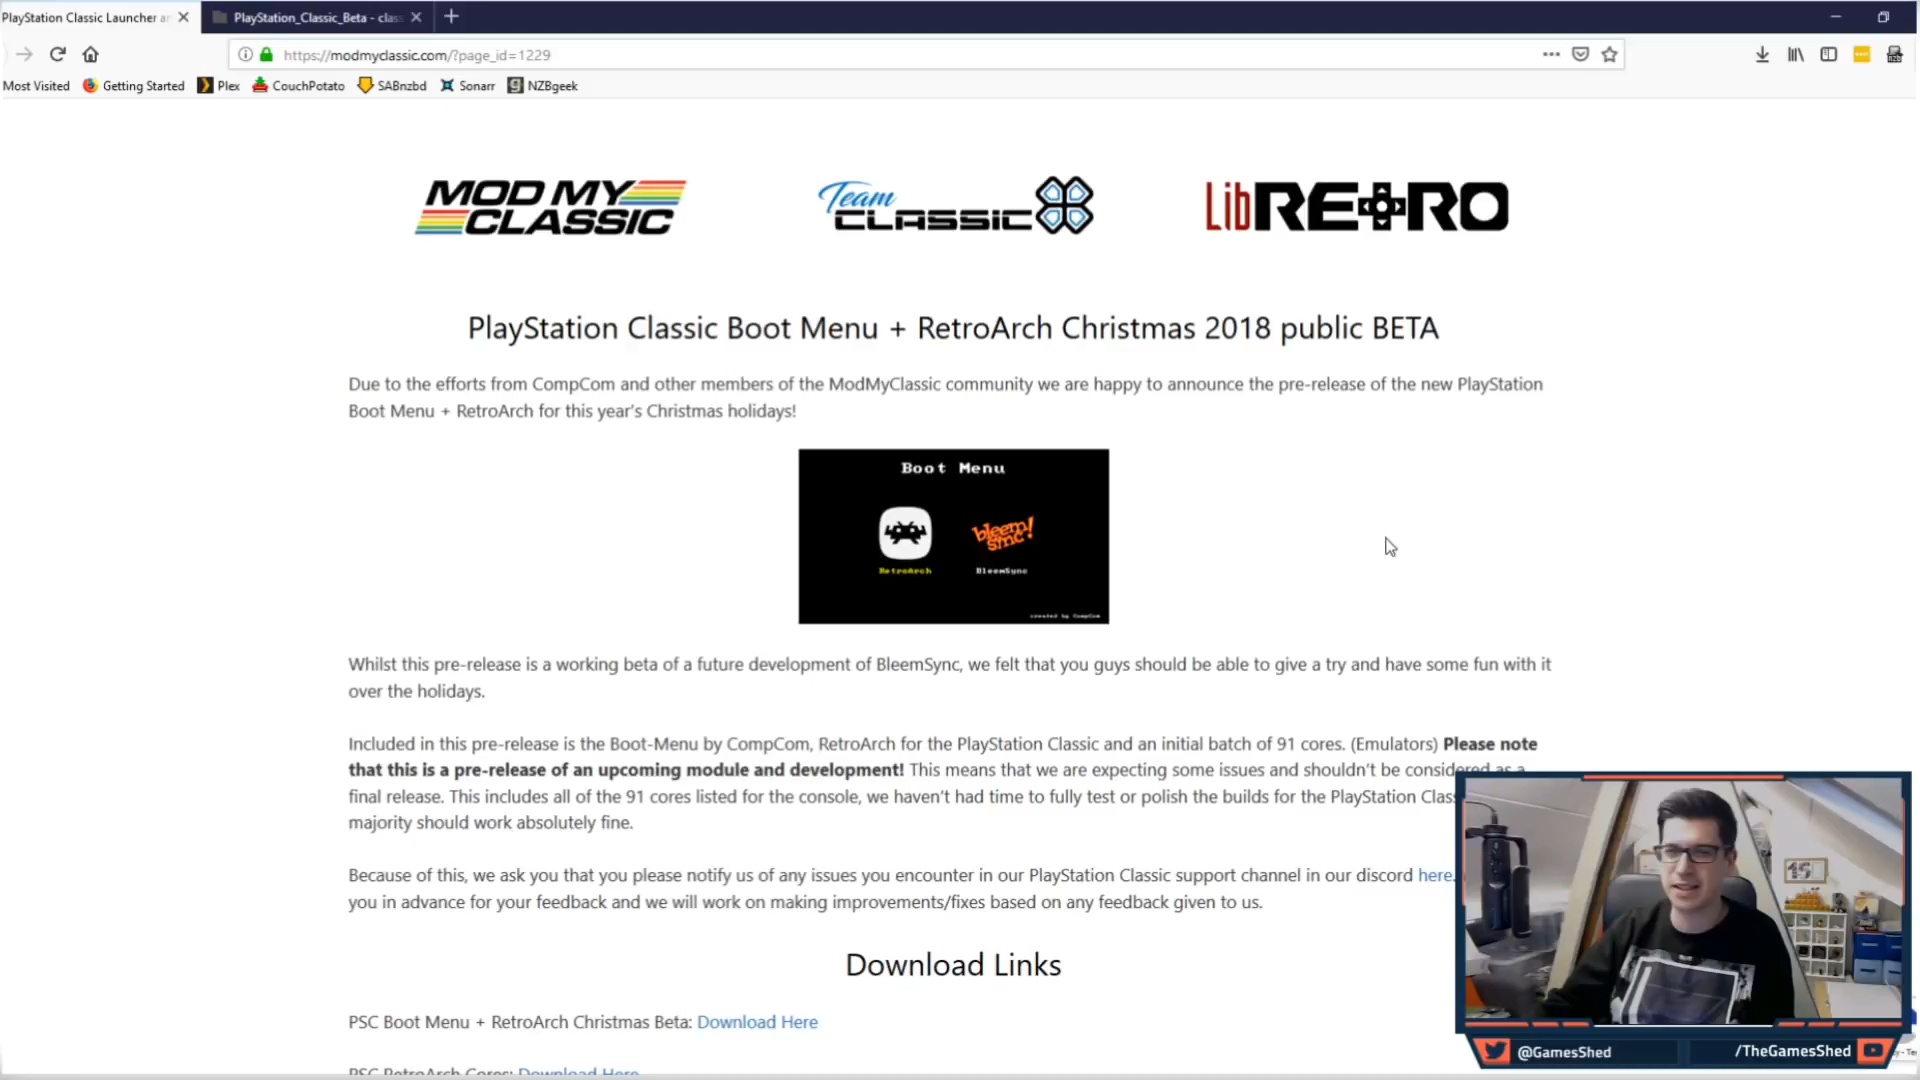 PlayStation Classic Launcher a
PlayStation_Classic_Beta - clas
https://modmyclassic.com/?page_id=1229
Most Visited Getting Started Plex CouchPotato SABnzbd Sonarr NZBgeek
MOD MY CLASSIC
Team CLASSIC
LibRETRO
PlayStation Classic Boot Menu + RetroArch Christmas 2018 public BETA
Due to the efforts from CompCom and other members of the ModMyClassic community we are happy to announce the pre-release of the new PlayStation
Boot Menu + RetroArch for this year's Christmas holidays!
Boot Menu
bleem sync!
RetroArch BleemSync
created by CompCom
Whilst this pre-release is a working beta of a future development of BleemSync, we felt that you guys should be able to give a try and have some fun with it
over the holidays.
Included in this pre-release is the Boot-Menu by CompCom, RetroArch for the PlayStation Classic and an initial batch of 91 cores. (Emulators) Please note
that this is a pre-release of an upcoming module and development! This means that we are expecting some issues and shouldn't be considered as a
final release. This includes all of the 91 cores listed for the console, we haven't had time to fully test or polish the builds for the PlayStation Clas
majority should work absolutely fine.
Because of this, we ask you that you please notify us of any issues you encounter in our PlayStation Classic support channel in our discord here.
you in advance for your feedback and we will work on making improvements/fixes based on any feedback given to us.
Download Links
PSC Boot Menu + RetroArch Christmas Beta: Download Here
PSC RetroArch Cores: Download Here
@GamesShed
/TheGamesShed